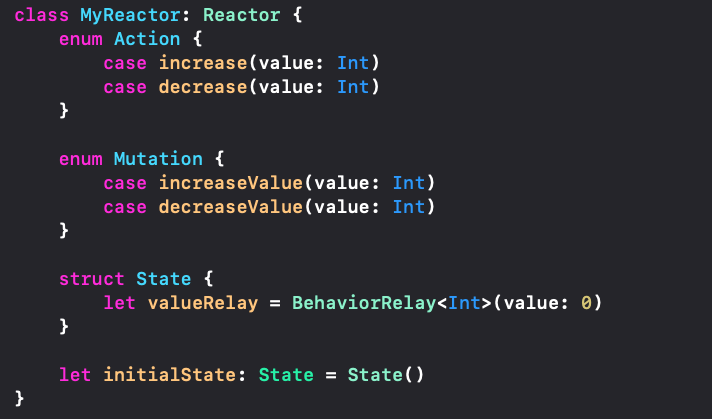 class MyReactor: Reactor {
    enum Action {
        case increase(value: Int)
        case decrease(value: Int)
    }

    enum Mutation {
        case increaseValue(value: Int)
        case decreaseValue(value: Int)
    }

    struct State {
        let valueRelay = BehaviorRelay<Int>(value: 0)
    }

    let initialState: State = State()
}